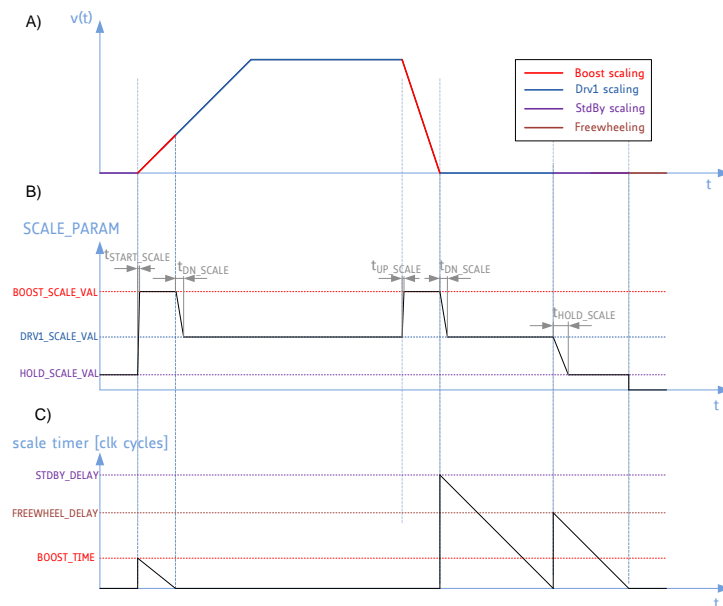 A)
v(t)
Boost scaling
Drv1 scaling
StdBy scaling
Freewheeling
t
B)
SCALE_PARAM
tSTART_SCALE
tDN_SCALE
tUP_SCALE
tDN_SCALE
BOOST_SCALE_VAL
tHOLD_SCALE
DRV1_SCALE_VAL
HOLD_SCALE_VAL
t
C)
scale timer [clk cycles]
STDBY_DELAY
FREEWHEEL_DELAY
BOOST_TIME
t